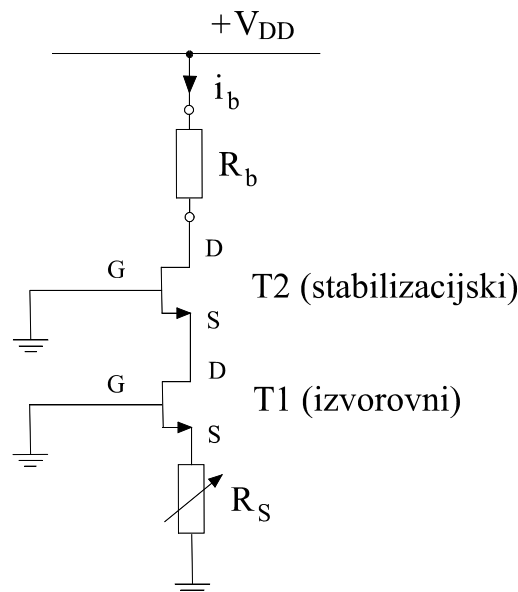 +V_DD
i_b
R_b
D
G
T2 (stabilizacijski)
S
D
G
T1 (izvorovni)
S
R_S